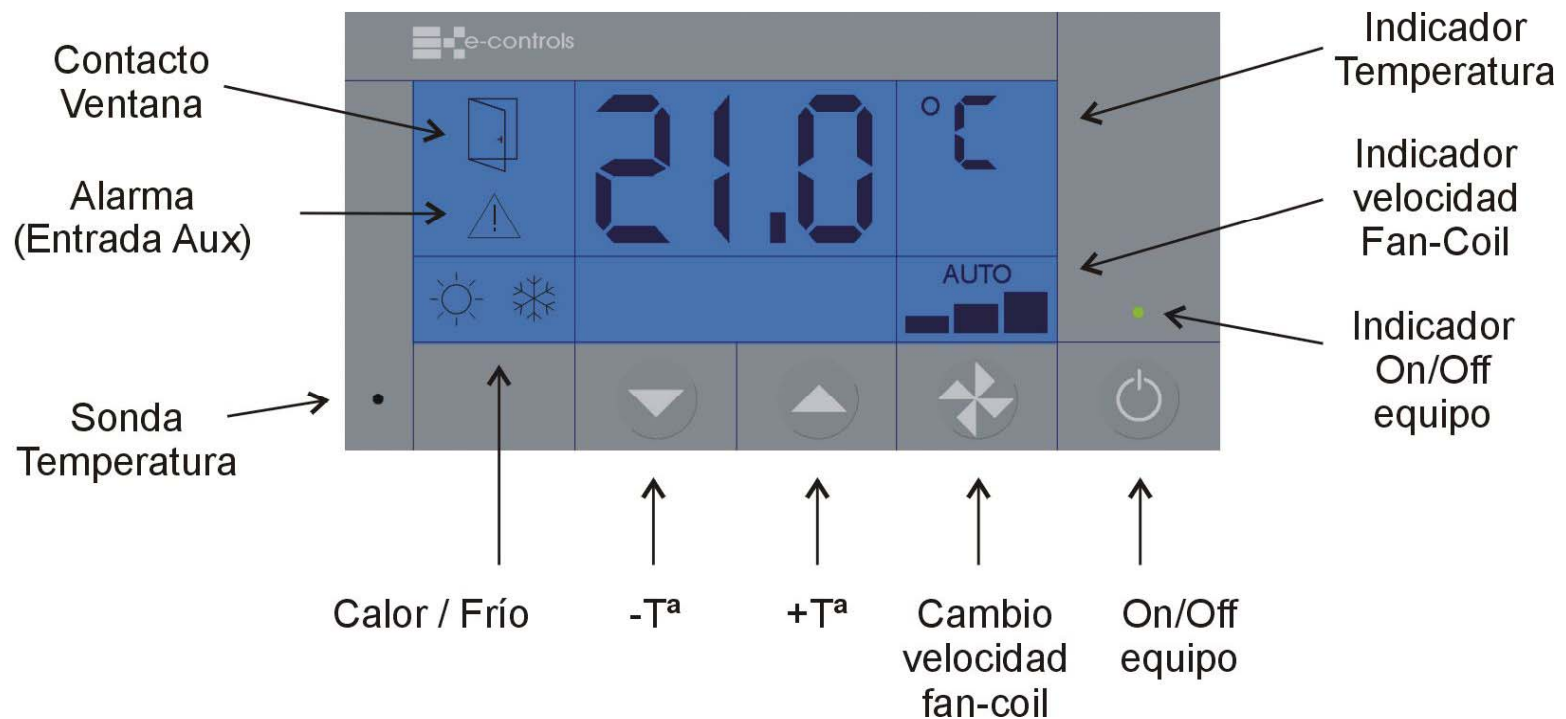 e-controls
Contacto
Ventana
Alarma
(Entrada Aux)
Sonda
Temperatura
21.0 °C
AUTO
Indicador
Temperatura
Indicador
velocidad
Fan-Coil
Indicador
On/Off
equipo
Calor / Frío
-Tª
+Tª
Cambio
velocidad
fan-coil
On/Off
equipo